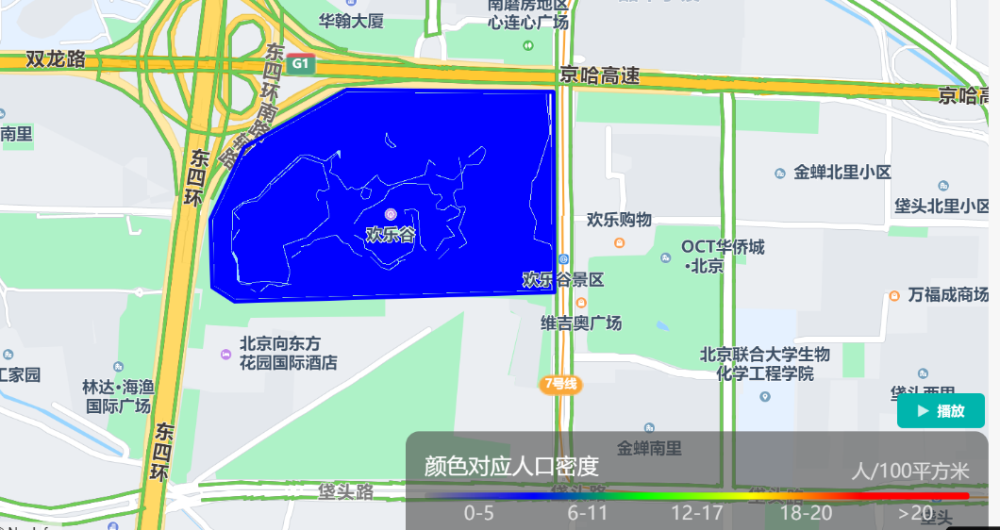 南磨房地区
华翰大厦
心连心广场
双龙路
G1
东四环南路
京哈高速
京哈高
南里
东四环
金蝉北里小区
垡头北里小区
欢乐购物
欢乐谷
OCT华侨城
·北京
欢乐谷景区
万福成商场
维吉奥广场
北京向东方
花园国际酒店
北京联合大学生物
化学工程学院
工家园
林达·海渔
国际广场
7号线
垡头西里
播放
东四环
金蝉南里
颜色对应人口密度
人/100平方米
垡头路
垡头路
垡头路
0-5
6-11
12-17
18-20
>20
垡头